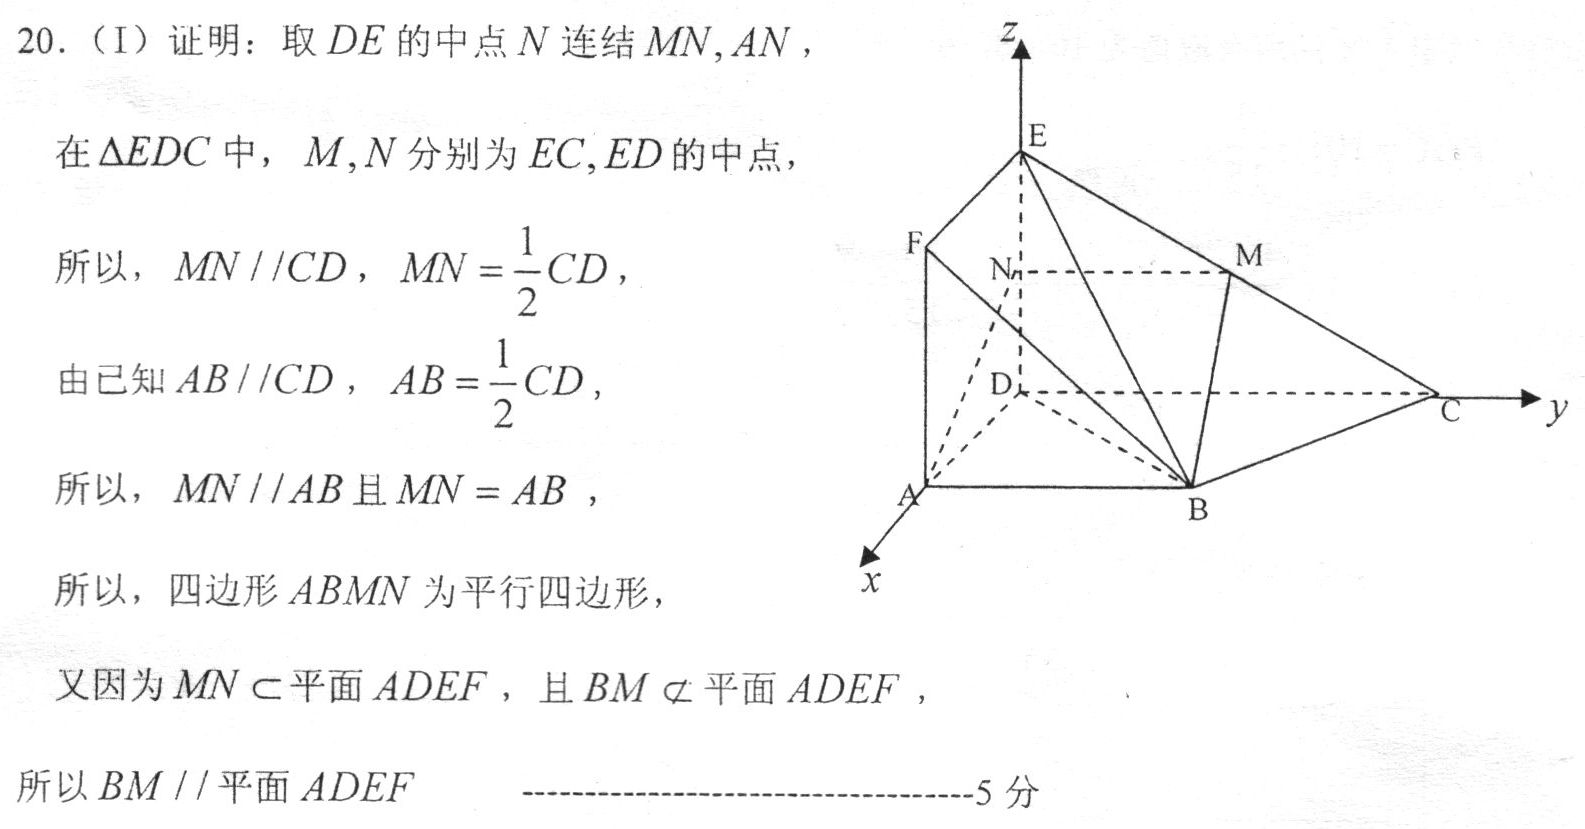 20.（I）证明：取 DE 的中点 N 连结 MN, AN ，
在 ΔEDC 中， M,N 分别为 EC,ED 的中点，
所以， MN //CD ， MN = 1/2 CD ，
由已知 AB//CD ， AB = 1/2 CD ，
所以， MN // AB 且 MN = AB ，
所以，四边形 ABMN 为平行四边形，
又因为 MN ⊂ 平面 ADEF ，且 BM ⊄ 平面 ADEF ，
所以 BM // 平面 ADEF ----------------------------------5 分
z
E
F
N
M
D
C
y
A
B
x